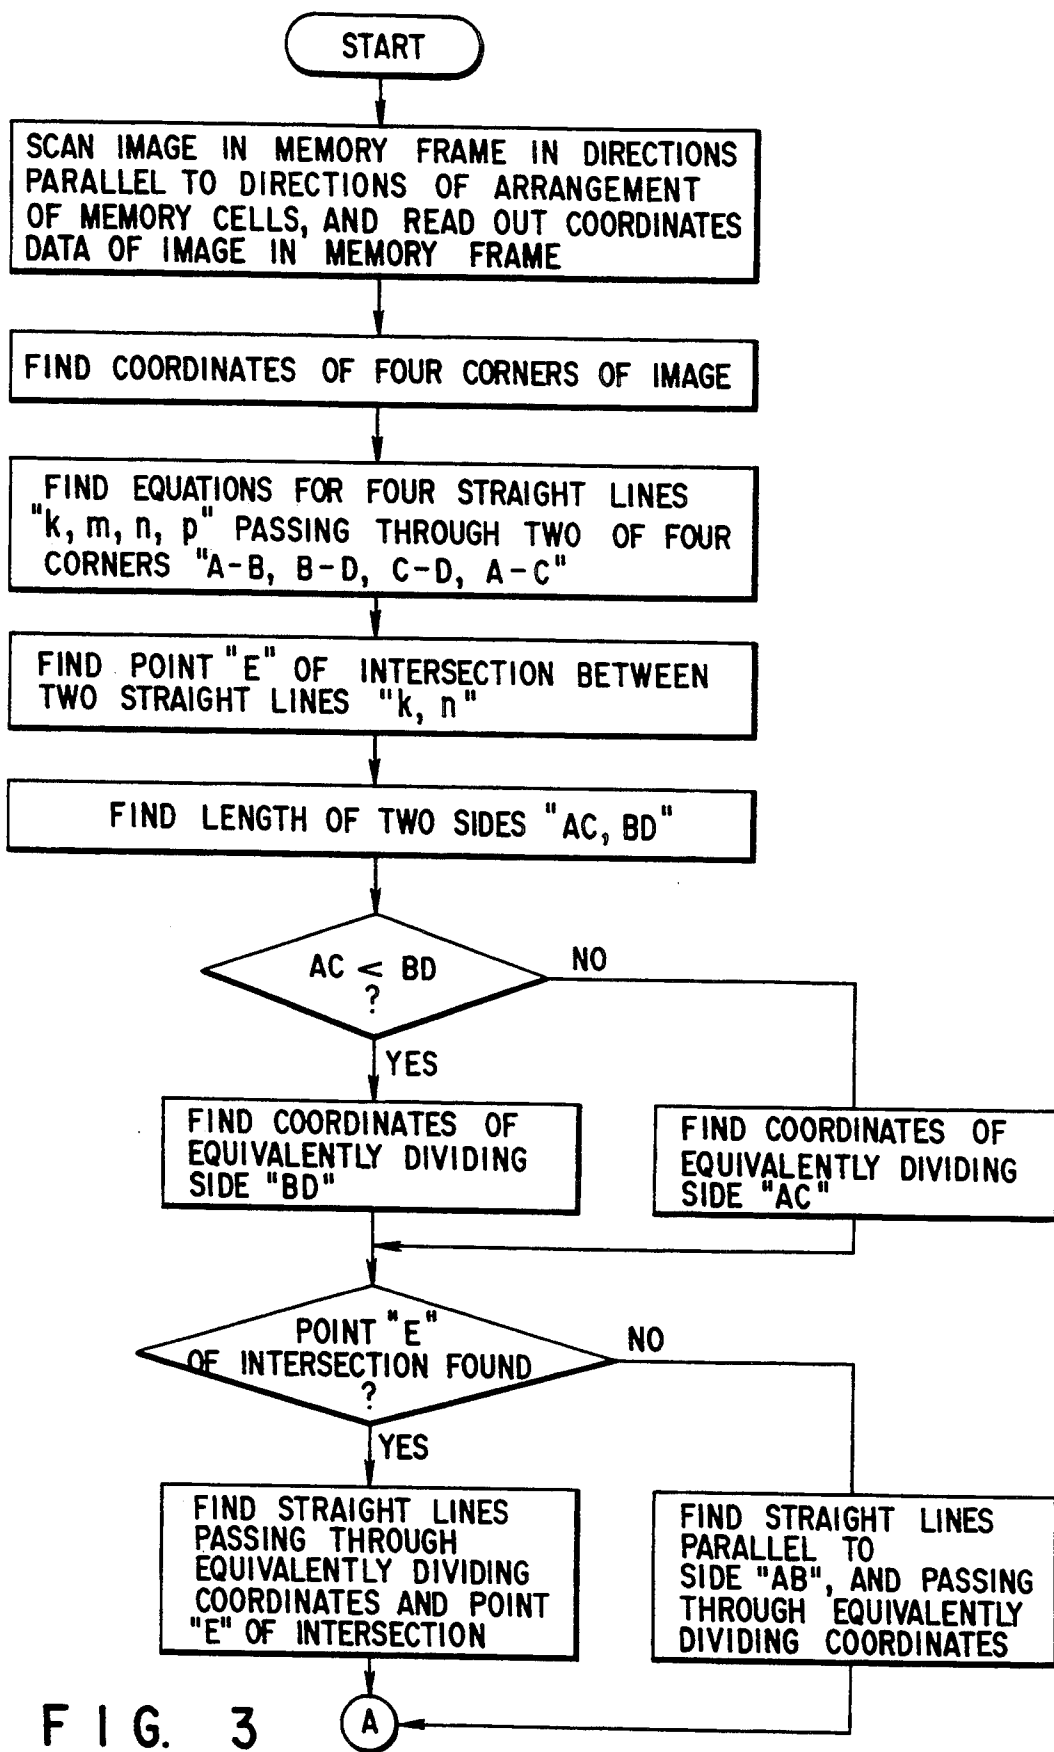 START
SCAN IMAGE IN MEMORY FRAME IN DIRECTIONS
PARALLEL TO DIRECTIONS OF ARRANGEMENT
OF MEMORY CELLS, AND READ OUT COORDINATES
DATA OF IMAGE IN MEMORY FRAME
FIND COORDINATES OF FOUR CORNERS OF IMAGE
FIND EQUATIONS FOR FOUR STRAIGHT LINES
"k, m, n, p" PASSING THROUGH TWO OF FOUR
CORNERS "A-B, B-D, C-D, A-C"
FIND POINT "E" OF INTERSECTION BETWEEN
TWO STRAIGHT LINES "k, n"
FIND LENGTH OF TWO SIDES "AC, BD"
AC < BD
?
NO
YES
FIND COORDINATES OF
EQUIVALENTLY DIVIDING
SIDE "BD"
FIND COORDINATES OF
EQUIVALENTLY DIVIDING
SIDE "AC"
POINT "E"
OF INTERSECTION FOUND
?
NO
YES
FIND STRAIGHT LINES
PASSING THROUGH
EQUIVALENTLY DIVIDING
COORDINATES AND POINT
"E" OF INTERSECTION
FIND STRAIGHT LINES
PARALLEL TO
SIDE "AB", AND PASSING
THROUGH EQUIVALENTLY
DIVIDING COORDINATES
A
FIG. 3